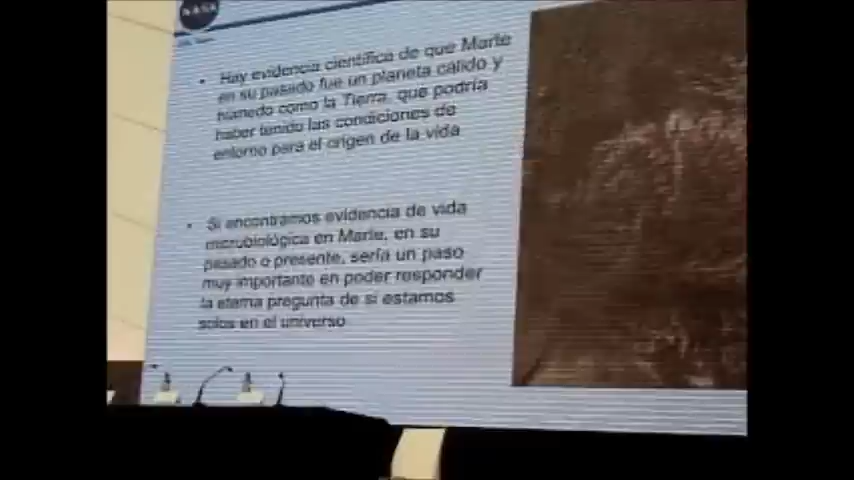 NASA
• Hay evidencia científica de que Marte
en su pasado fue un planeta cálido y
húmedo como la Tierra, que podría
haber tenido las condiciones de
entorno para el origen de la vida
• Si encontramos evidencia de vida
microbiológica en Marte, en su
pasado o presente, sería un paso
muy importante en poder responder
la eterna pregunta de si estamos
solos en el universo